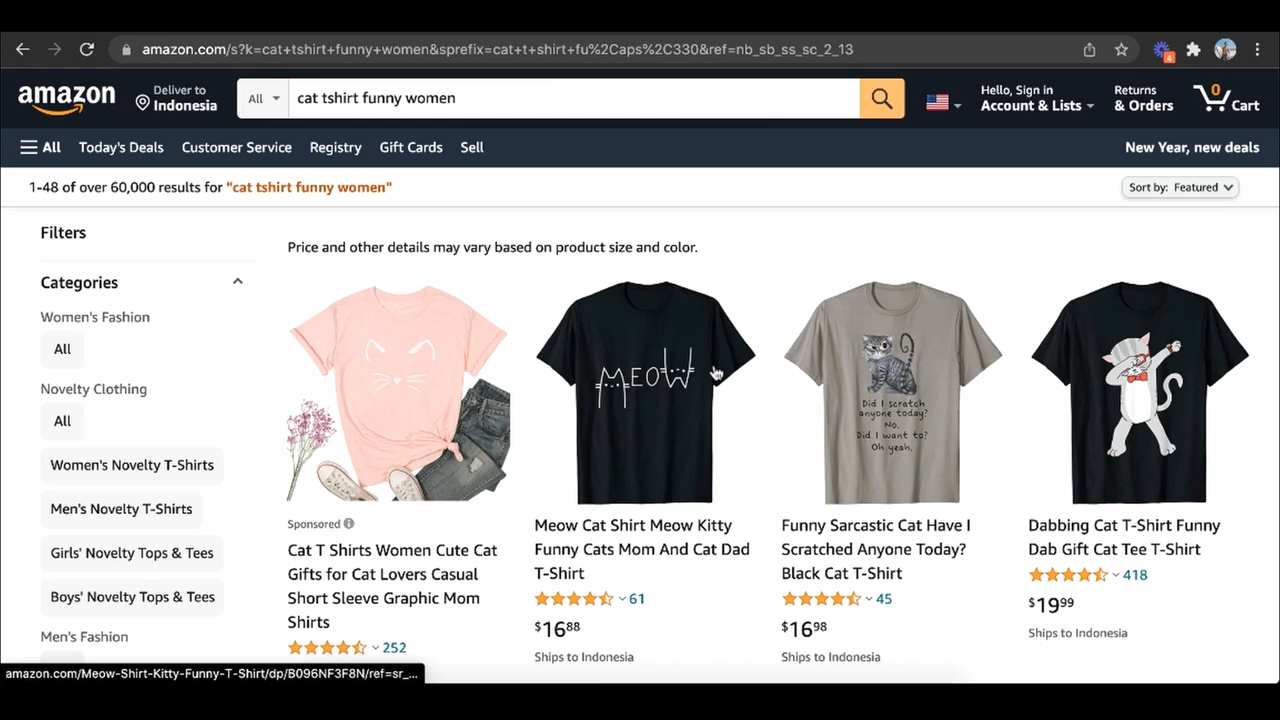 amazon.com/s?k=cat+tshirt+funny+women&sprefix=cat+t+shirt+fu%2Caps%2C330&ref=nb_sb_ss_sc_2_13
4
amazon
Deliver to
Indonesia
All
cat tshirt funny women
Hello, Sign in
Account & Lists
Returns
& Orders
0
Cart
All
Today's Deals
Customer Service
Registry
Gift Cards
Sell
New Year, new deals
1-48 of over 60,000 results for "cat tshirt funny women"
Sort by: Featured
Filters
Categories
Women's Fashion
All
Novelty Clothing
All
Women's Novelty T-Shirts
Men's Novelty T-Shirts
Girls' Novelty Tops & Tees
Boys' Novelty Tops & Tees
Men's Fashion
Price and other details may vary based on product size and color.
Sponsored
Cat T Shirts Women Cute Cat
Gifts for Cat Lovers Casual
Short Sleeve Graphic Mom
Shirts
252
MEOW
Meow Cat Shirt Meow Kitty
Funny Cats Mom And Cat Dad
T-Shirt
61
$1688
Ships to Indonesia
Did I scratch
anyone today?
No.
Did I want to?
Oh yeah.
Funny Sarcastic Cat Have I
Scratched Anyone Today?
Black Cat T-Shirt
45
$1698
Ships to Indonesia
Dabbing Cat T-Shirt Funny
Dab Gift Cat Tee T-Shirt
418
$1999
Ships to Indonesia
amazon.com/Meow-Shirt-Kitty-Funny-T-Shirt/dp/B096NF3F8N/ref=sr_...